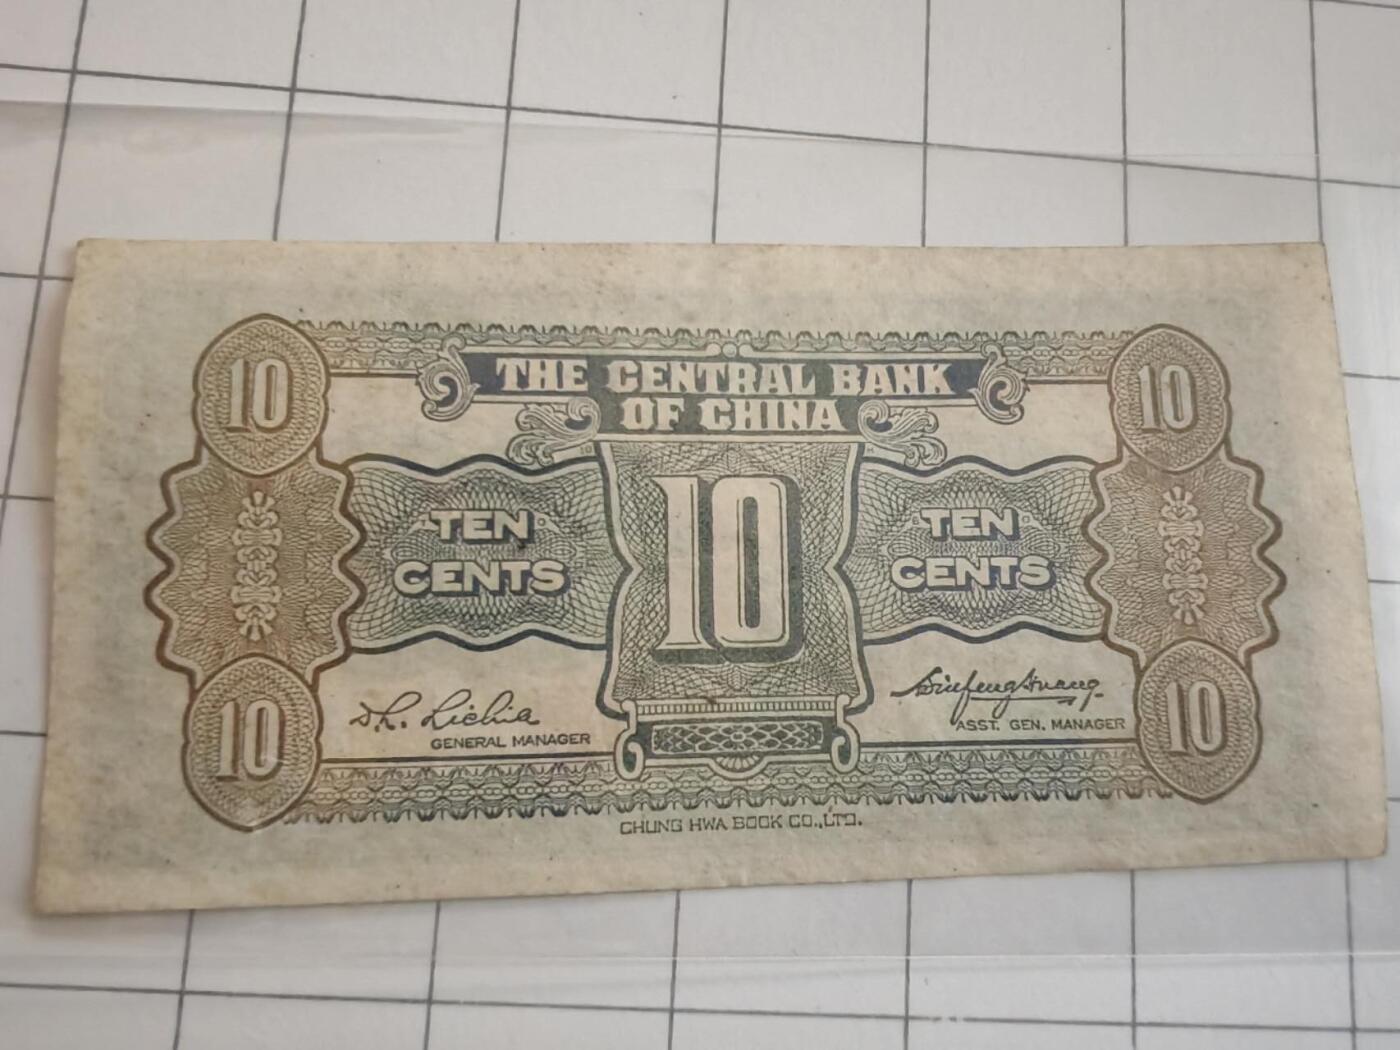 THE CENTRAL BANK
OF CHINA
10 10
10
TEN
CENTS
TEN
CENTS
10 10
GENERAL MANAGER
ASST. GEN. MANAGER
CHUNG HWA BOOK CO., LTD.